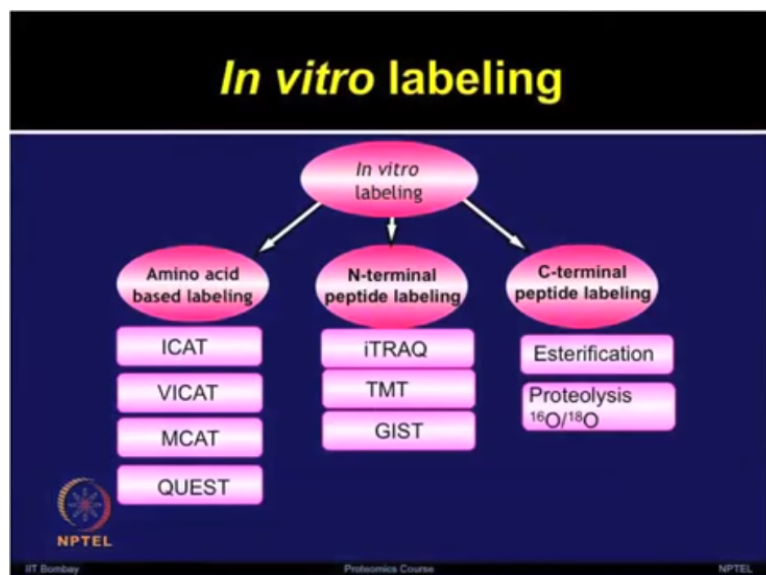 In vitro labeling
In vitro
labeling
Amino acid
based labeling
N-terminal
peptide labeling
C-terminal
peptide labeling
ICAT
VICAT
MCAT
QUEST
iTRAQ
TMT
GIST
Esterification
Proteolysis
¹⁶O/¹⁸O
NPTEL
IIT Bombay
Proteomics Course
NPTEL